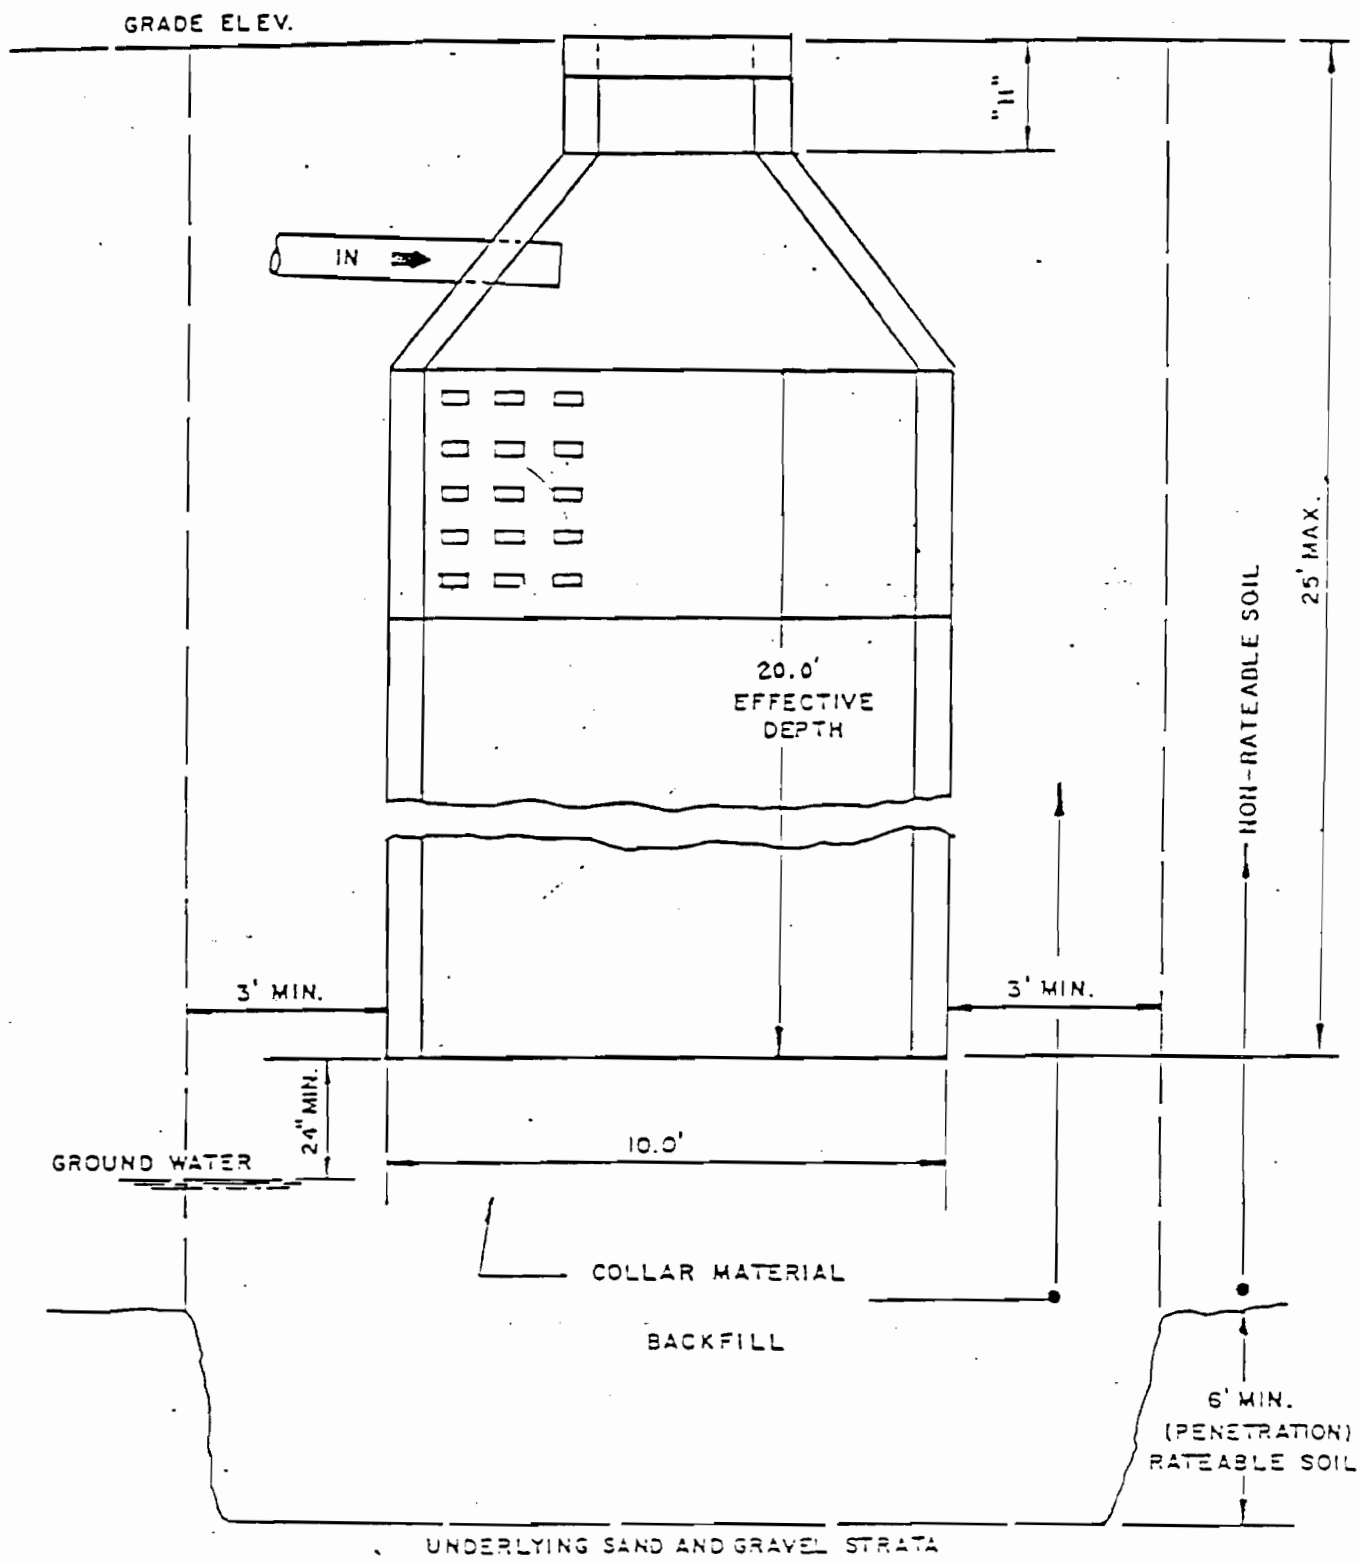 GRADE ELEV.
"H"
IN
25' MAX.
NON-RATEABLE SOIL
20.0'
EFFECTIVE
DEPTH
3' MIN.
3' MIN.
24" MIN.
10.0'
GROUND WATER
COLLAR MATERIAL
BACKFILL
6' MIN.
(PENETRATION)
RATEABLE SOIL
UNDERLYING SAND AND GRAVEL STRATA